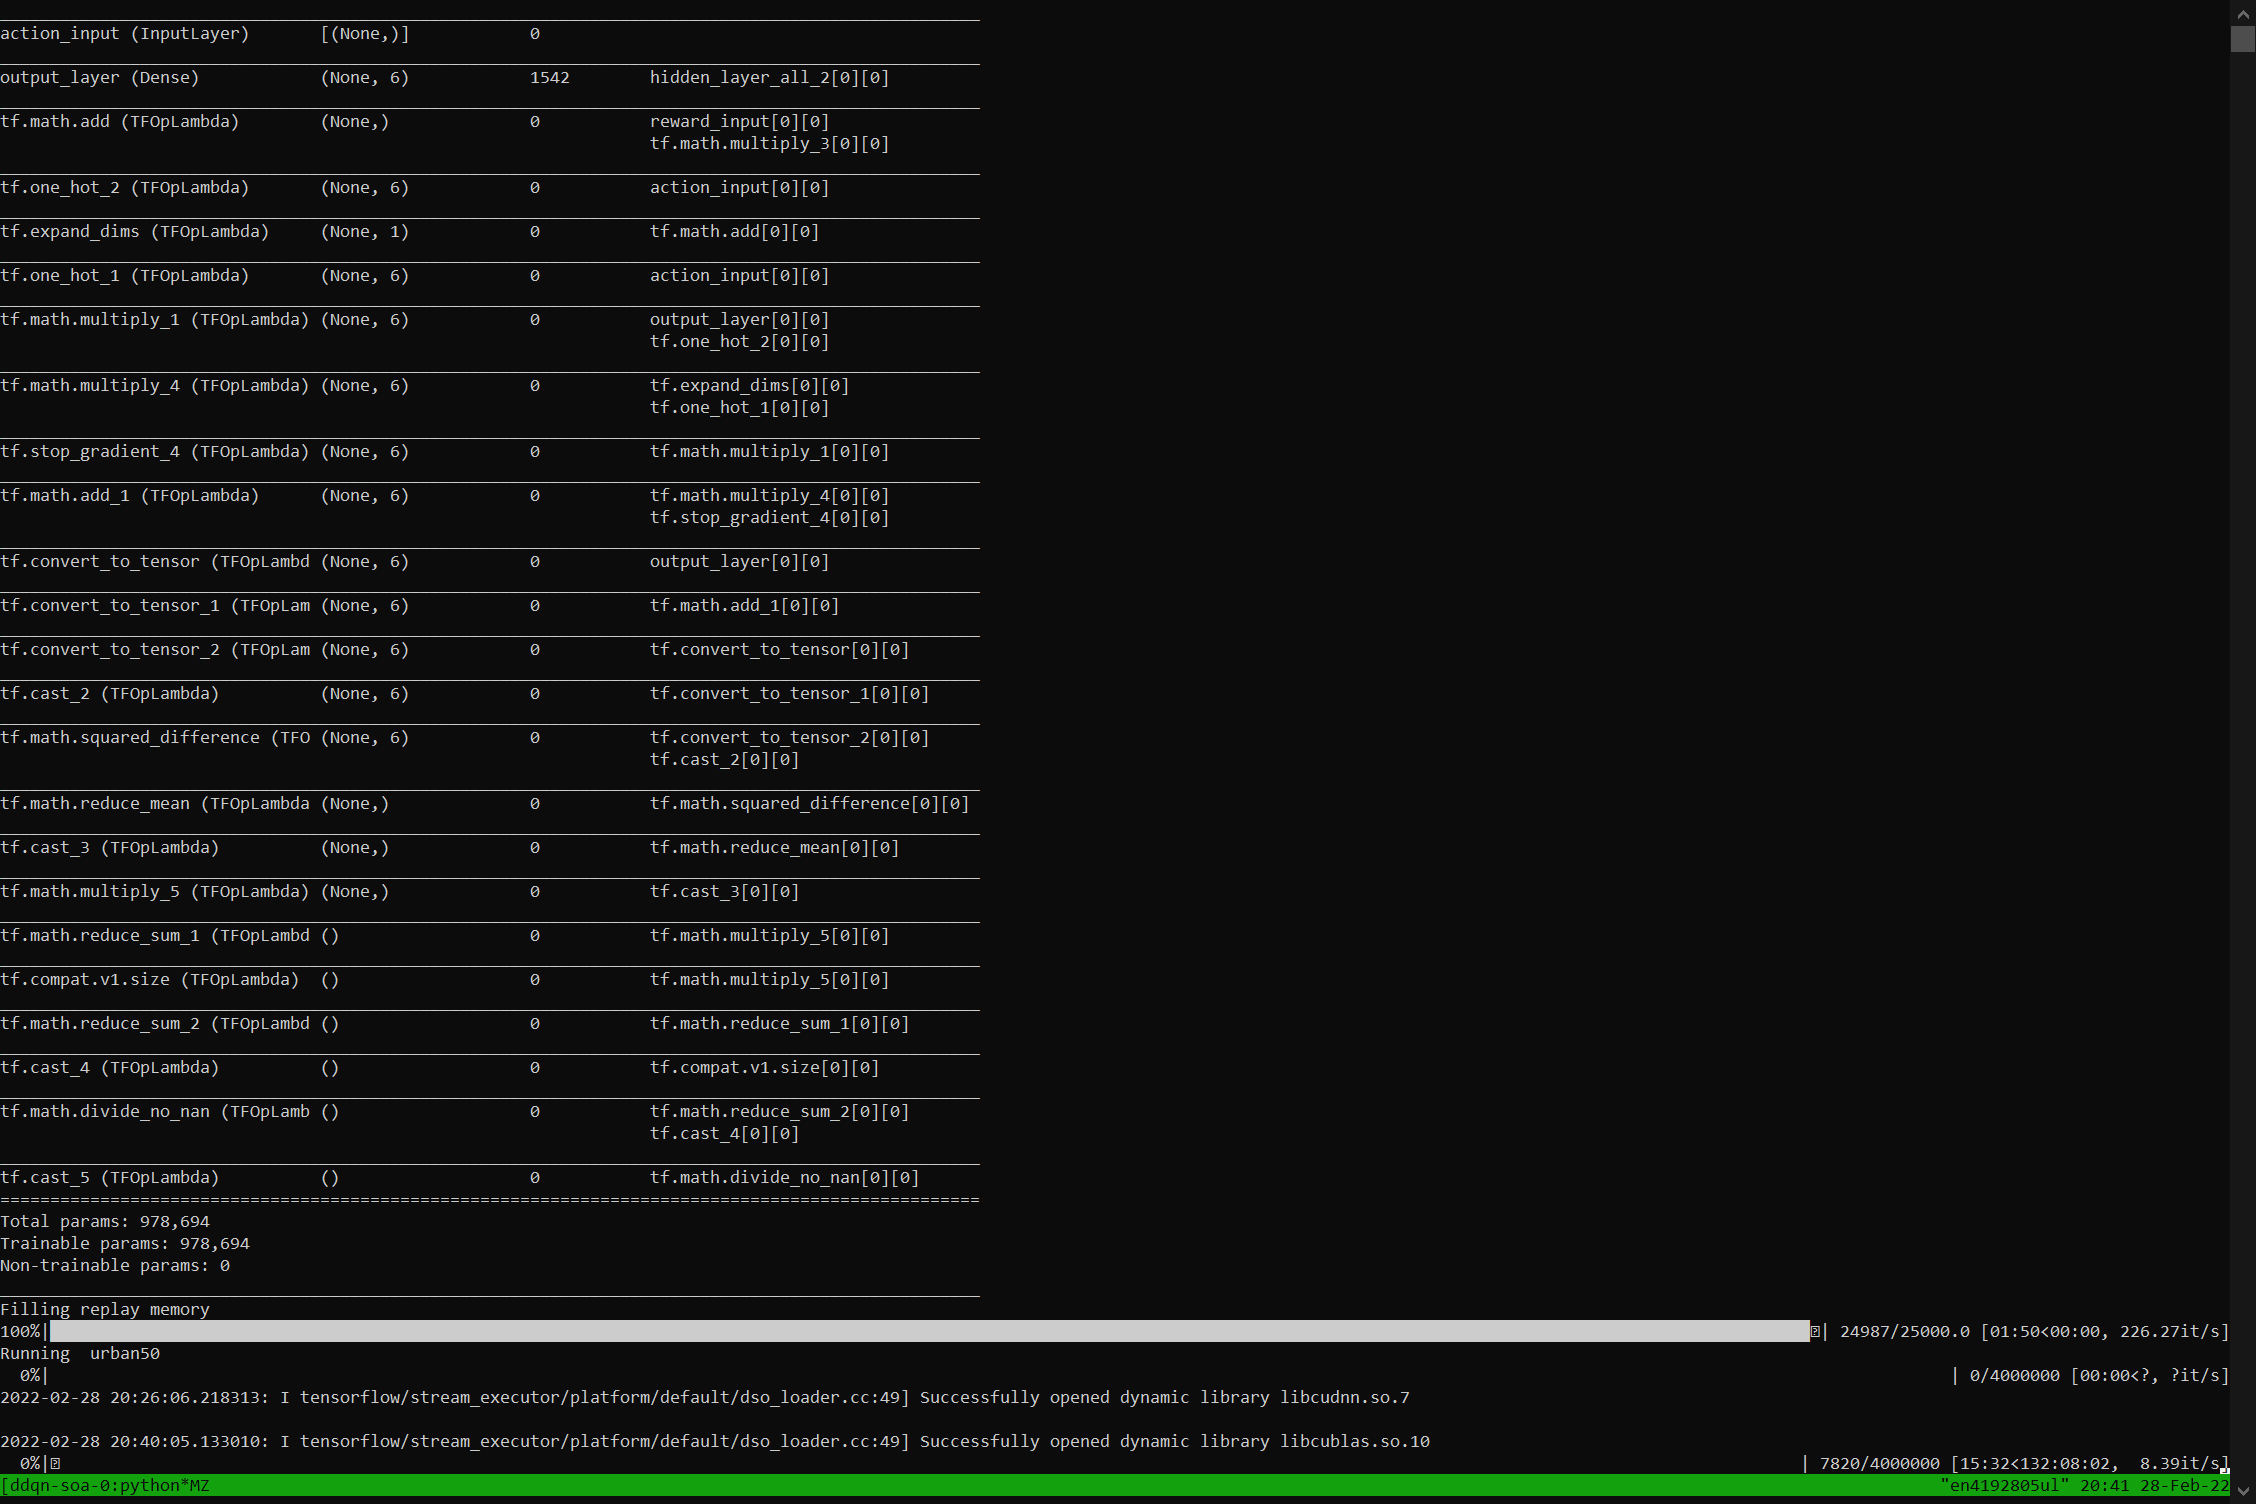 action_input (InputLayer)       [(None,)]            0
output_layer (Dense)            (None, 6)            1542        hidden_layer_all_2[0][0]
tf.math.add (TFOpLambda)        (None,)              0           reward_input[0][0]
                                                                 tf.math.multiply_3[0][0]
tf.one_hot_2 (TFOpLambda)       (None, 6)            0           action_input[0][0]
tf.expand_dims (TFOpLambda)     (None, 1)            0           tf.math.add[0][0]
tf.one_hot_1 (TFOpLambda)       (None, 6)            0           action_input[0][0]
tf.math.multiply_1 (TFOpLambda) (None, 6)            0           output_layer[0][0]
                                                                 tf.one_hot_2[0][0]
tf.math.multiply_4 (TFOpLambda) (None, 6)            0           tf.expand_dims[0][0]
                                                                 tf.one_hot_1[0][0]
tf.stop_gradient_4 (TFOpLambda) (None, 6)            0           tf.math.multiply_1[0][0]
tf.math.add_1 (TFOpLambda)      (None, 6)            0           tf.math.multiply_4[0][0]
                                                                 tf.stop_gradient_4[0][0]
tf.convert_to_tensor (TFOpLambd (None, 6)            0           output_layer[0][0]
tf.convert_to_tensor_1 (TFOpLam (None, 6)            0           tf.math.add_1[0][0]
tf.convert_to_tensor_2 (TFOpLam (None, 6)            0           tf.convert_to_tensor[0][0]
tf.cast_2 (TFOpLambda)          (None, 6)            0           tf.convert_to_tensor_1[0][0]
tf.math.squared_difference (TFO (None, 6)            0           tf.convert_to_tensor_2[0][0]
                                                                 tf.cast_2[0][0]
tf.math.reduce_mean (TFOpLambda (None,)              0           tf.math.squared_difference[0][0]
tf.cast_3 (TFOpLambda)          (None,)              0           tf.math.reduce_mean[0][0]
tf.math.multiply_5 (TFOpLambda) (None,)              0           tf.cast_3[0][0]
tf.math.reduce_sum_1 (TFOpLambd ()                   0           tf.math.multiply_5[0][0]
tf.compat.v1.size (TFOpLambda)  ()                   0           tf.math.multiply_5[0][0]
tf.math.reduce_sum_2 (TFOpLambd ()                   0           tf.math.reduce_sum_1[0][0]
tf.cast_4 (TFOpLambda)          ()                   0           tf.compat.v1.size[0][0]
tf.math.divide_no_nan (TFOpLamb ()                   0           tf.math.reduce_sum_2[0][0]
                                                                 tf.cast_4[0][0]
tf.cast_5 (TFOpLambda)          ()                   0           tf.math.divide_no_nan[0][0]
==================================================================================================
Total params: 978,694
Trainable params: 978,694
Non-trainable params: 0
Filling replay memory
100%| | 24987/25000.0 [01:50<00:00, 226.27it/s]
Running  urban50
0%| | 0/4000000 [00:00<?, ?it/s]
2022-02-28 20:26:06.218313: I tensorflow/stream_executor/platform/default/dso_loader.cc:49] Successfully opened dynamic library libcudnn.so.7
2022-02-28 20:40:05.133010: I tensorflow/stream_executor/platform/default/dso_loader.cc:49] Successfully opened dynamic library libcublas.so.10
0%| | 7820/4000000 [15:32<132:08:02,  8.39it/s]
[ddqn-soa-0:python*MZ "en4192805ul" 20:41 28-Feb-22